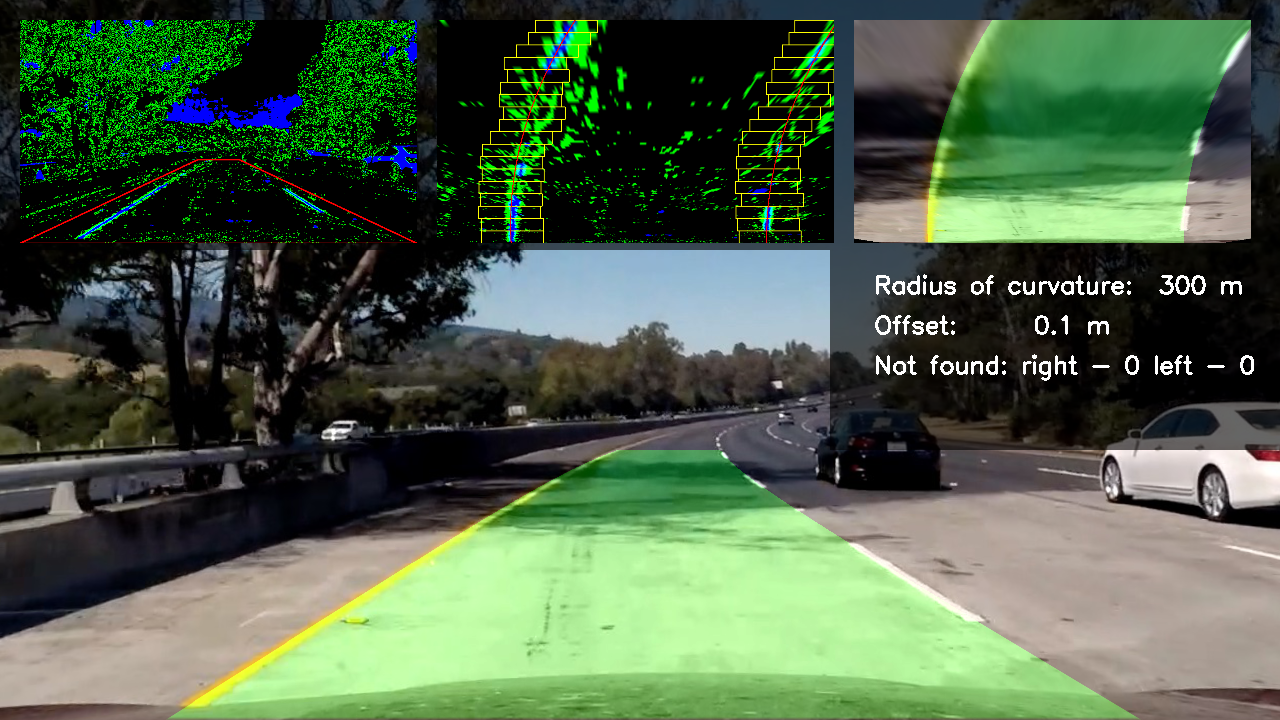 Radius of curvature: 300 m
Offset: 0.1 m
Not found: right – 0 left – 0